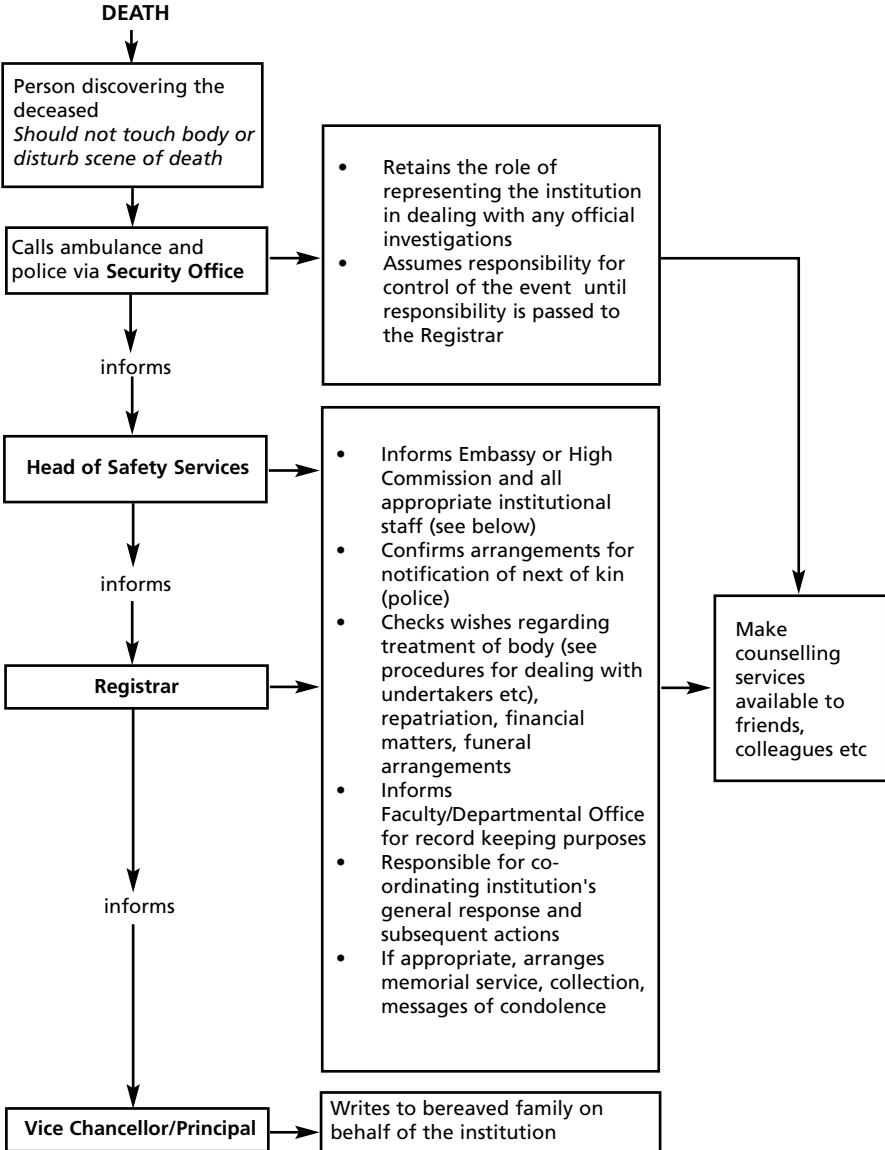 DEATH
Person discovering the
deceased
Should not touch body or
disturb scene of death
Calls ambulance and
police via Security Office
• Retains the role of
representing the institution
in dealing with any official
investigations
• Assumes responsibility for
control of the event until
responsibility is passed to
the Registrar
informs
Head of Safety Services
• Informs Embassy or High
Commission and all
appropriate institutional
staff (see below)
• Confirms arrangements for
notification of next of kin
(police)
• Checks wishes regarding
treatment of body (see
procedures for dealing with
undertakers etc),
repatriation, financial
matters, funeral
arrangements
• Informs
Faculty/Departmental Office
for record keeping purposes
• Responsible for co-
ordinating institution's
general response and
subsequent actions
• If appropriate, arranges
memorial service, collection,
messages of condolence
informs
Registrar
Make
counselling
services
available to
friends,
colleagues etc
informs
Vice Chancellor/Principal
Writes to bereaved family on
behalf of the institution